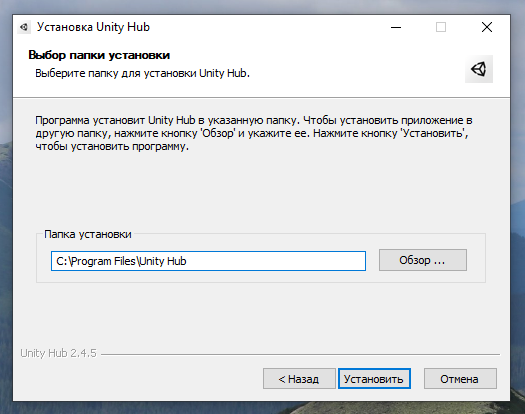 Установка Unity Hub
Выбор папки установки
Выберите папку для установки Unity Hub.
Программа установит Unity Hub в указанную папку. Чтобы установить приложение в
другую папку, нажмите кнопку 'Обзор' и укажите ее. Нажмите кнопку 'Установить',
чтобы установить программу.
Папка установки
C:\Program Files\Unity Hub
Обзор ...
Unity Hub 2.4.5
< Назад
Установить
Отмена